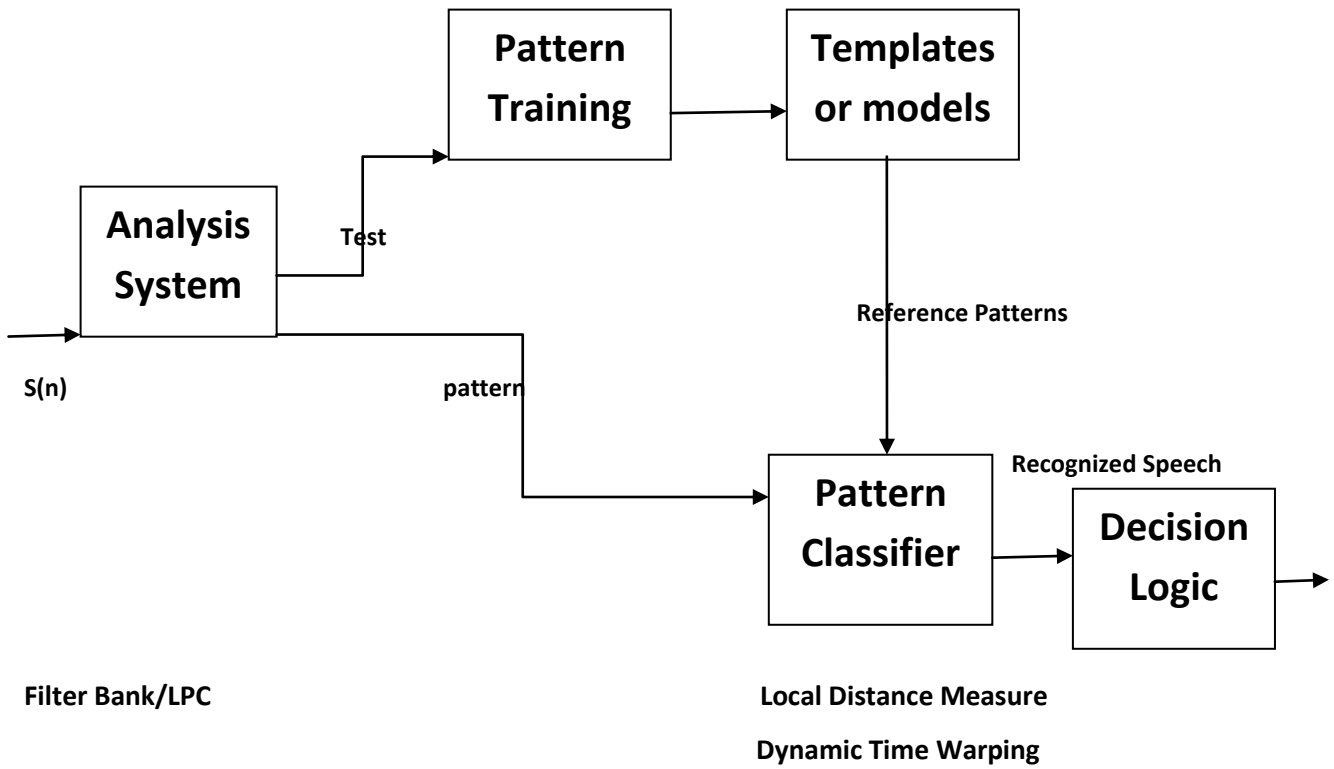 Pattern
Training
Templates
or models
Analysis
System
Test
Reference Patterns
S(n)
pattern
Recognized Speech
Pattern
Classifier
Decision
Logic
Filter Bank/LPC
Local Distance Measure
Dynamic Time Warping